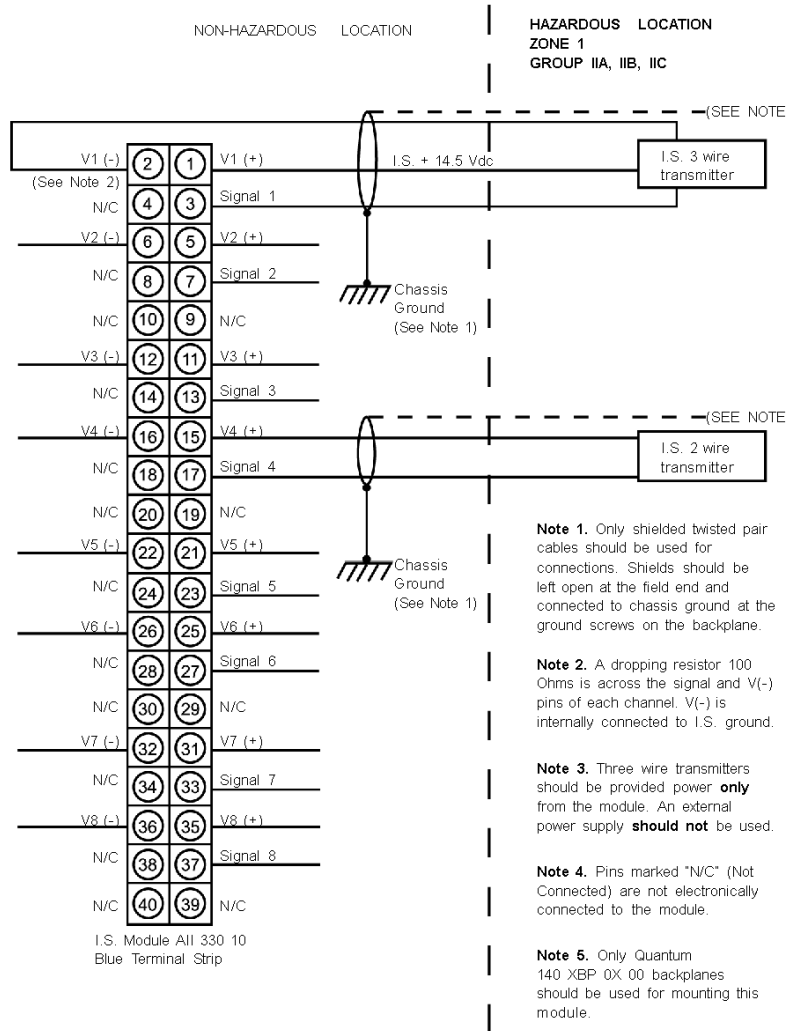 NON-HAZARDOUS LOCATION
HAZARDOUS LOCATION
ZONE 1
GROUP IIA, IIB, IIC
(SEE NOTE
V1 (-) 2 1 V1 (+) I.S. + 14.5 Vdc
I.S. 3 wire
transmitter
(See Note 2)
N/C 4 3 Signal 1
V2 (-) 6 5 V2 (+)
N/C 8 7 Signal 2
Chassis
Ground
(See Note 1)
N/C 10 9 N/C
V3 (-) 12 11 V3 (+)
N/C 14 13 Signal 3
(SEE NOTE
V4 (-) 16 15 V4 (+)
I.S. 2 wire
transmitter
N/C 18 17 Signal 4
N/C 20 19 N/C
V5 (-) 22 21 V5 (+)
Chassis
Ground
(See Note 1)
N/C 24 23 Signal 5
V6 (-) 26 25 V6 (+)
N/C 28 27 Signal 6
N/C 30 29 N/C
V7 (-) 32 31 V7 (+)
N/C 34 33 Signal 7
V8 (-) 36 35 V8 (+)
N/C 38 37 Signal 8
N/C 40 39 N/C
I.S. Module AII 330 10
Blue Terminal Strip
Note 1. Only shielded twisted pair
cables should be used for
connections. Shields should be
left open at the field end and
connected to chassis ground at the
ground screws on the backplane.
Note 2. A dropping resistor 100
Ohms is across the signal and V(-)
pins of each channel. V(-) is
internally connected to I.S. ground.
Note 3. Three wire transmitters
should be provided power only
from the module. An external
power supply should not be used.
Note 4. Pins marked "N/C" (Not
Connected) are not electronically
connected to the module.
Note 5. Only Quantum
140 XBP 0X 00 backplanes
should be used for mounting this
module.